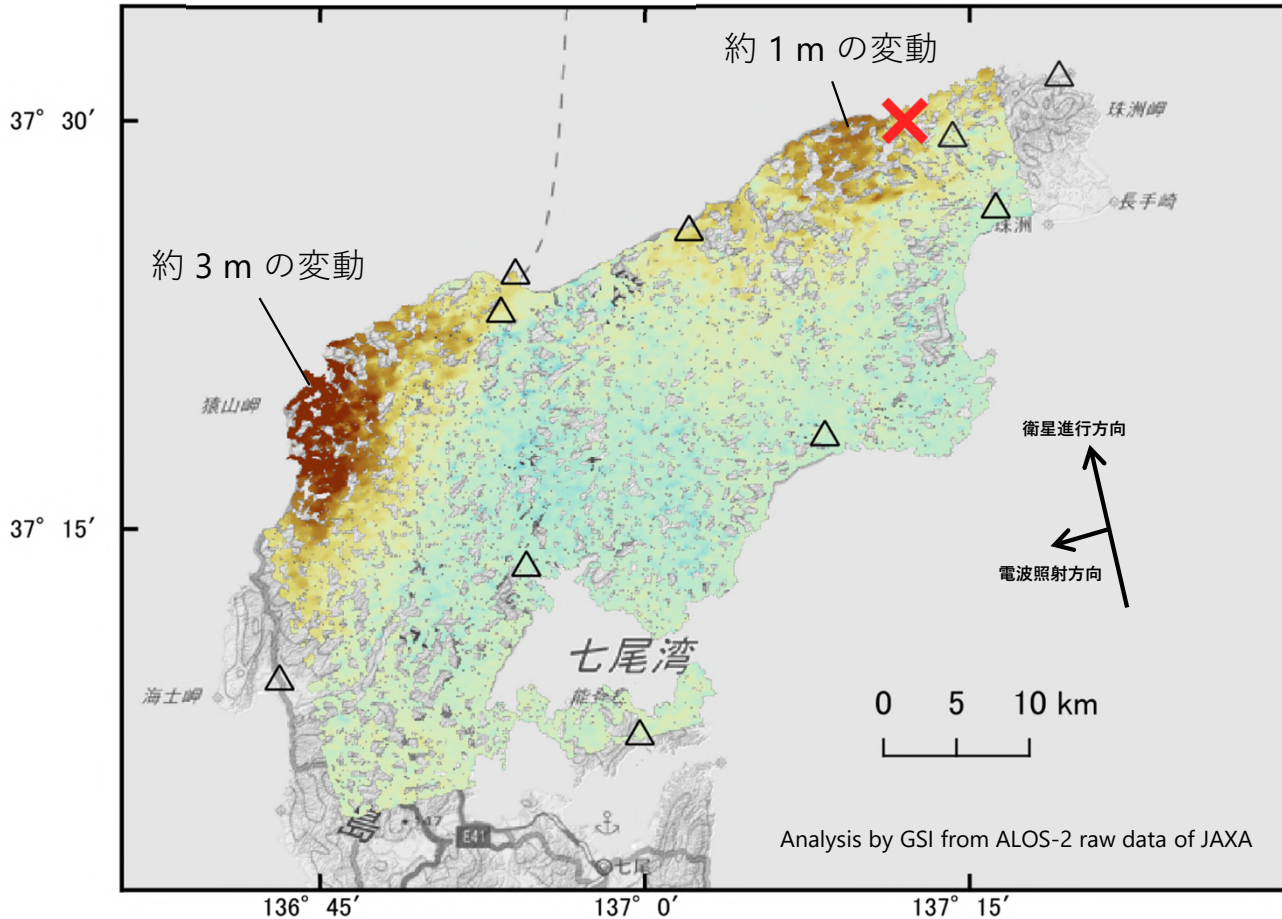 約 1 m の変動
37° 30′
珠洲岬
長手崎
珠洲
約 3 m の変動
猿山岬
衛星進行方向
電波照射方向
37° 15′
七尾湾
海士岬
0 5 10 km
E41
七尾
Analysis by GSI from ALOS-2 raw data of JAXA
136° 45′ 137° 0′ 137° 15′